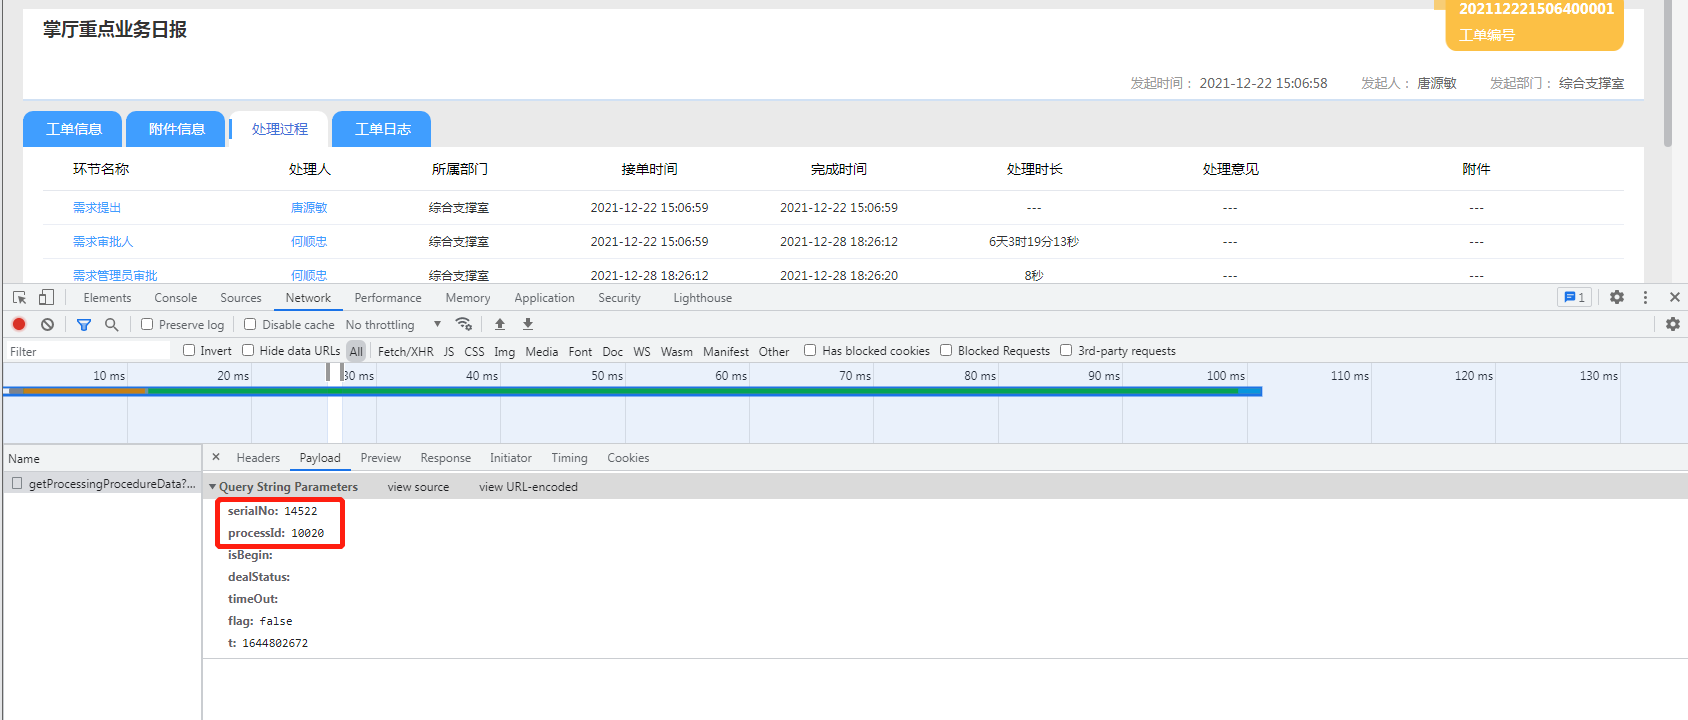 202112221506400001
掌厅重点业务日报
工单编号
发起时间： 2021-12-22 15:06:58 发起人： 唐源敏 发起部门： 综合支撑室
工单信息 附件信息 处理过程 工单日志
环节名称 处理人 所属部门 接单时间 完成时间 处理时长 处理意见 附件
需求提出 唐源敏 综合支撑室 2021-12-22 15:06:59 2021-12-22 15:06:59 --- --- ---
需求审批人 何顺忠 综合支撑室 2021-12-22 15:06:59 2021-12-28 18:26:12 6天3时19分13秒 --- ---
需求管理员审批 何顺忠 综合支撑室 2021-12-28 18:26:12 2021-12-28 18:26:20 8秒 --- ---
Elements Console Sources Network Performance Memory Application Security Lighthouse 1
Preserve log Disable cache No throttling
Filter Invert Hide data URLs All Fetch/XHR JS CSS Img Media Font Doc WS Wasm Manifest Other Has blocked cookies Blocked Requests 3rd-party requests
10 ms 20 ms 30 ms 40 ms 50 ms 60 ms 70 ms 80 ms 90 ms 100 ms 110 ms 120 ms 130 ms
Name Headers Payload Preview Response Initiator Timing Cookies
getProcessingProcedureData?... Query String Parameters view source view URL-encoded
serialNo: 14522
processId: 10020
isBegin:
dealStatus:
timeOut:
flag: false
t: 1644802672